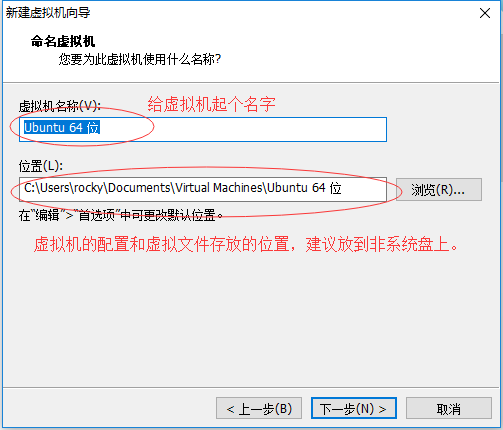 新建虚拟机向导
命名虚拟机
您要为此虚拟机使用什么名称?
虚拟机名称(V):
给虚拟机起个名字
Ubuntu 64 位
位置(L):
C:\Users\rocky\Documents\Virtual Machines\Ubuntu 64 位
浏览(R)...
在“编辑”>“首选项”中可更改默认位置。
虚拟机的配置和虚拟文件存放的位置，建议放到非系统盘上。
< 上一步(B)
下一步(N) >
取消